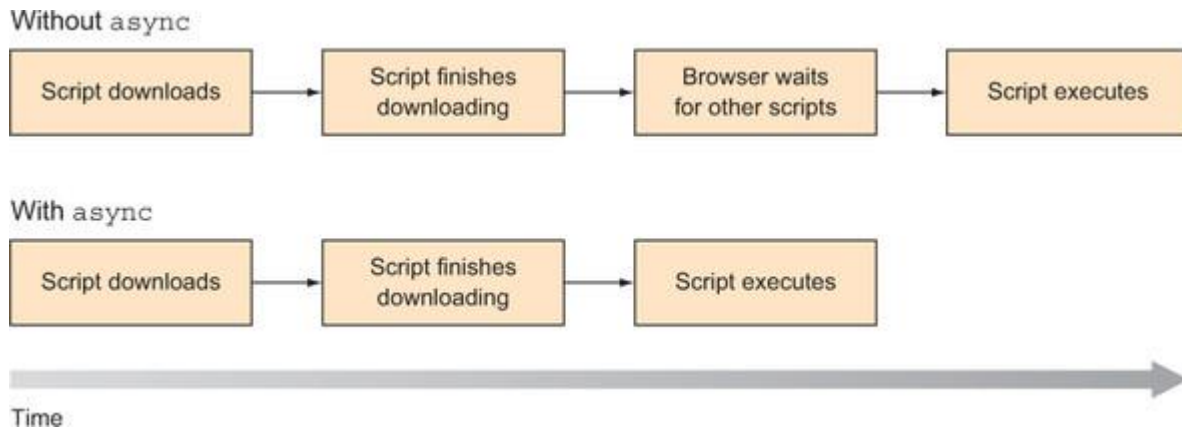 Without async
Script downloads
Script finishes
downloading
Browser waits
for other scripts
Script executes
With async
Script downloads
Script finishes
downloading
Script executes
Time